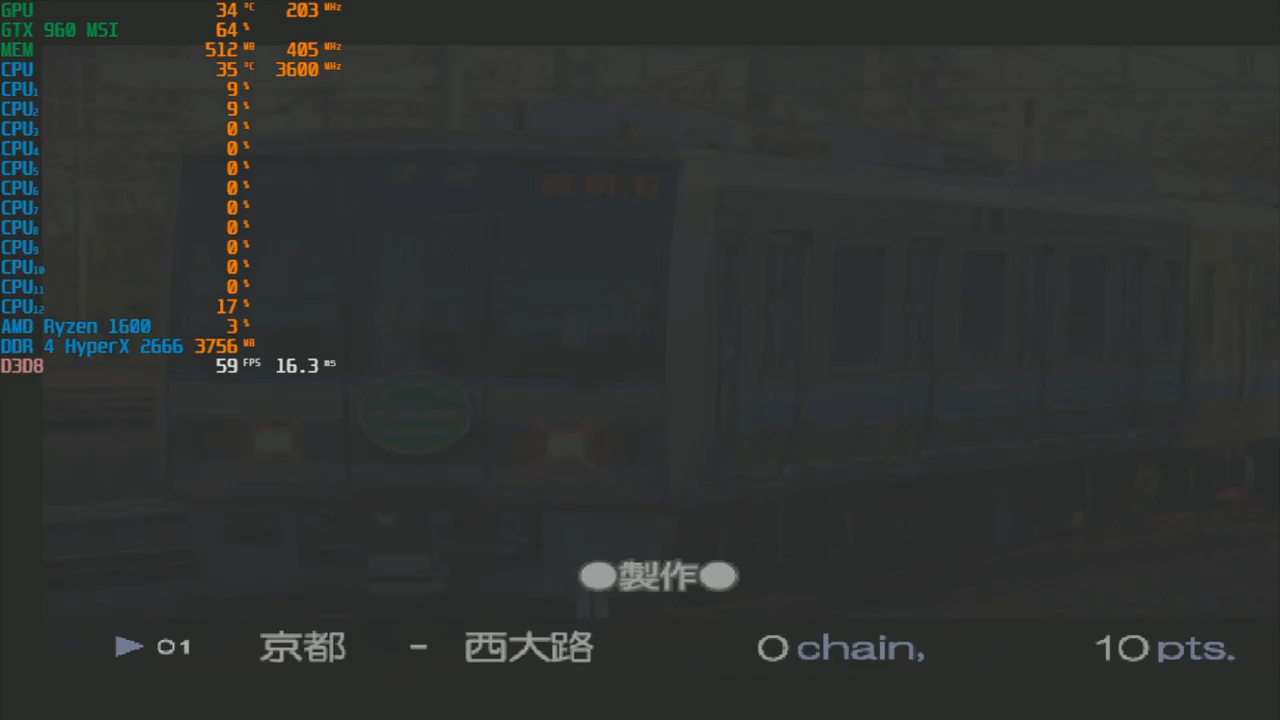 GPU 34 °C 203 MHz
GTX 960 MSI 64 %
MEM 512 MB 405 MHz
CPU 35 °C 3600 MHz
CPU1 9 %
CPU2 9 %
CPU3 0 %
CPU4 0 %
CPU5 0 %
CPU6 0 %
CPU7 0 %
CPU8 0 %
CPU9 0 %
CPU10 0 %
CPU11 0 %
CPU12 17 %
AMD Ryzen 1600 3 %
DDR 4 HyperX 2666 3756 MB
D3D8 59 FPS 16.3 ms
●製作●
▶ 01 京都 - 西大路 0 chain, 10 pts.